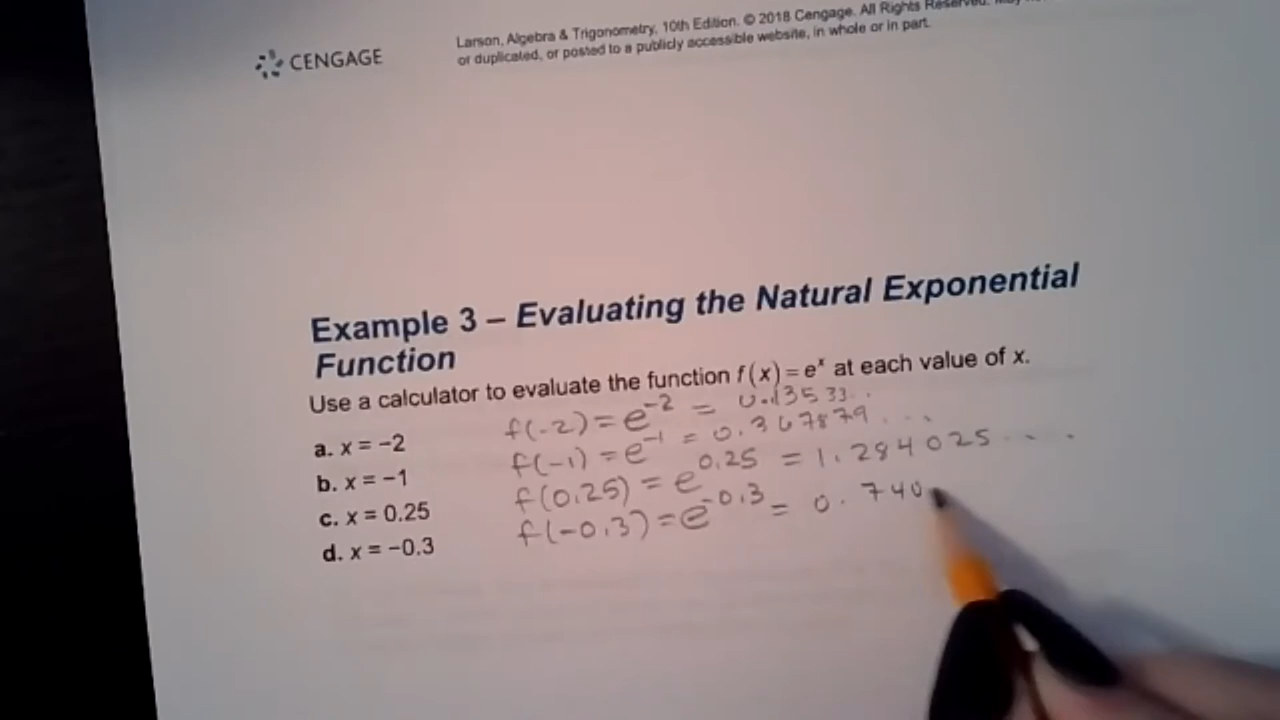 CENGAGE
Larson, Algebra & Trigonometry, 10th Edition. © 2018 Cengage. All Rights Reserved. May
or duplicated, or posted to a publicly accessible website, in whole or in part.
Example 3 – Evaluating the Natural Exponential
Function
Use a calculator to evaluate the function f(x) = eˣ at each value of x.
a. x = −2 f(-2) = e⁻² = 0.13533..
b. x = −1 f(-1) = e⁻¹ = 0.367879...
c. x = 0.25 f(0.25) = e^0.25 = 1.284025....
d. x = −0.3 f(-0.3) = e^-0.3 = 0.740